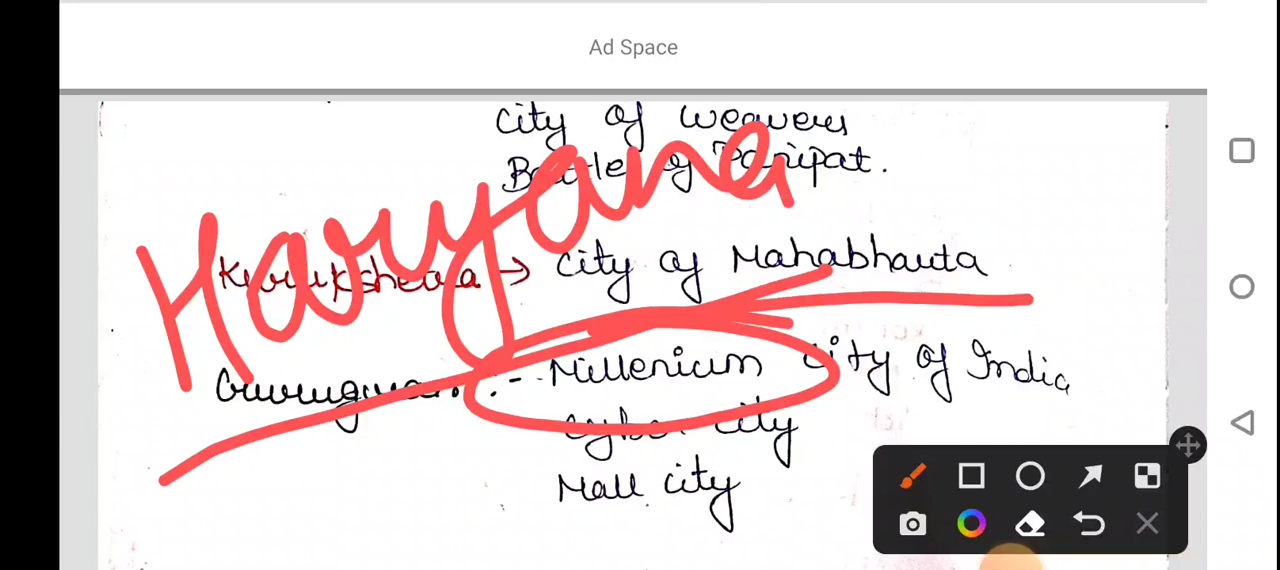 Ad Space
City of weavers
Battle of Panipat.
Haryana
Kurukshetra → City of Mahabharta
Gurugram :- Millenium City of India
Cyber city
Mall city